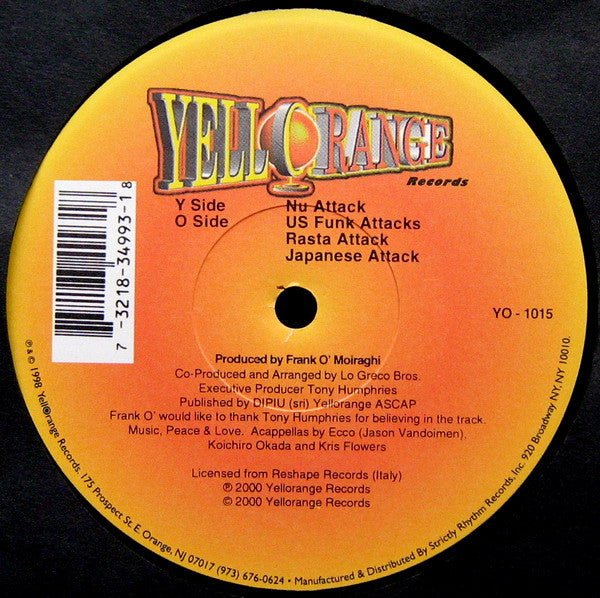 YELLORANGE
Records
Y Side Nu Attack
O Side US Funk Attacks
Rasta Attack
Japanese Attack
7 3218-34993-1 8
YO - 1015
Produced by Frank O' Moiraghi
Co-Produced and Arranged by Lo Greco Bros.
Executive Producer Tony Humphries
Published by DIPIU (sri) Yellorange ASCAP
Frank O' would like to thank Tony Humphries for believing in the track.
Music, Peace & Love. Acappellas by Ecco (Jason Vandoimen),
Koichiro Okada and Kris Flowers
Licensed from Reshape Records (Italy)
℗ 2000 Yellorange Records
© 2000 Yellorange Records
℗ & © 1998 Yellorange Records, 175 Prospect St. E. Orange, NJ 07017 (973) 676-0624 • Manufactured & Distributed By Strictly Rhythm Records, Inc. 920 Broadway NY, NY 10010.